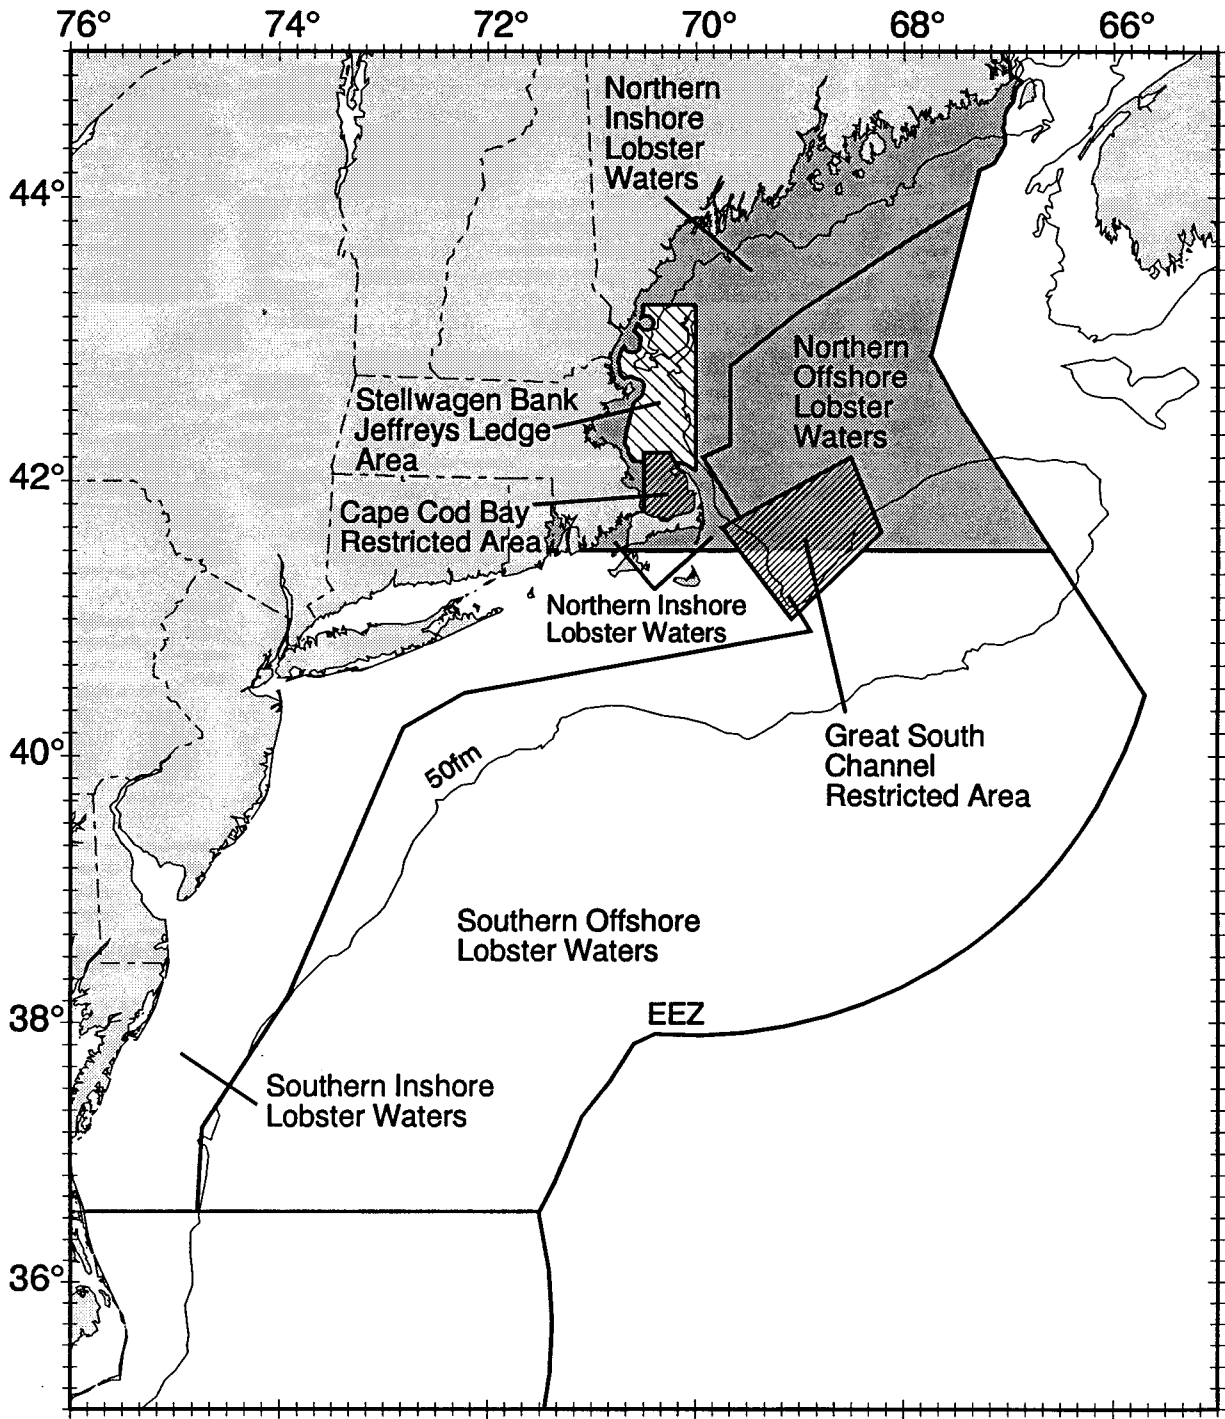 76° 74° 72° 70° 68° 66°
Northern
Inshore
Lobster
Waters
44°
Northern
Offshore
Lobster
Waters
Stellwagen Bank
Jeffreys Ledge
Area
42°
Cape Cod Bay
Restricted Area
Northern Inshore
Lobster Waters
Great South
Channel
Restricted Area
40°
50fm
Southern Offshore
Lobster Waters
38°
EEZ
Southern Inshore
Lobster Waters
36°